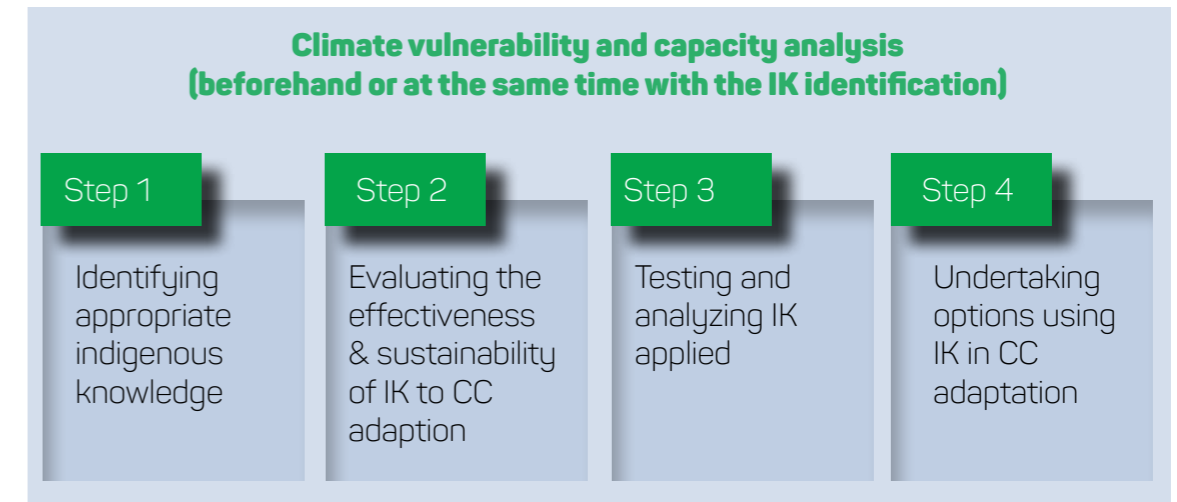 Climate vulnerability and capacity analysis
(beforehand or at the same time with the IK identification)
Step 1
Identifying
appropriate
indigenous
knowledge
Step 2
Evaluating the
effectiveness
& sustainability
of IK to CC
adaption
Step 3
Testing and
analyzing IK
applied
Step 4
Undertaking
options using
IK in CC
adaptation